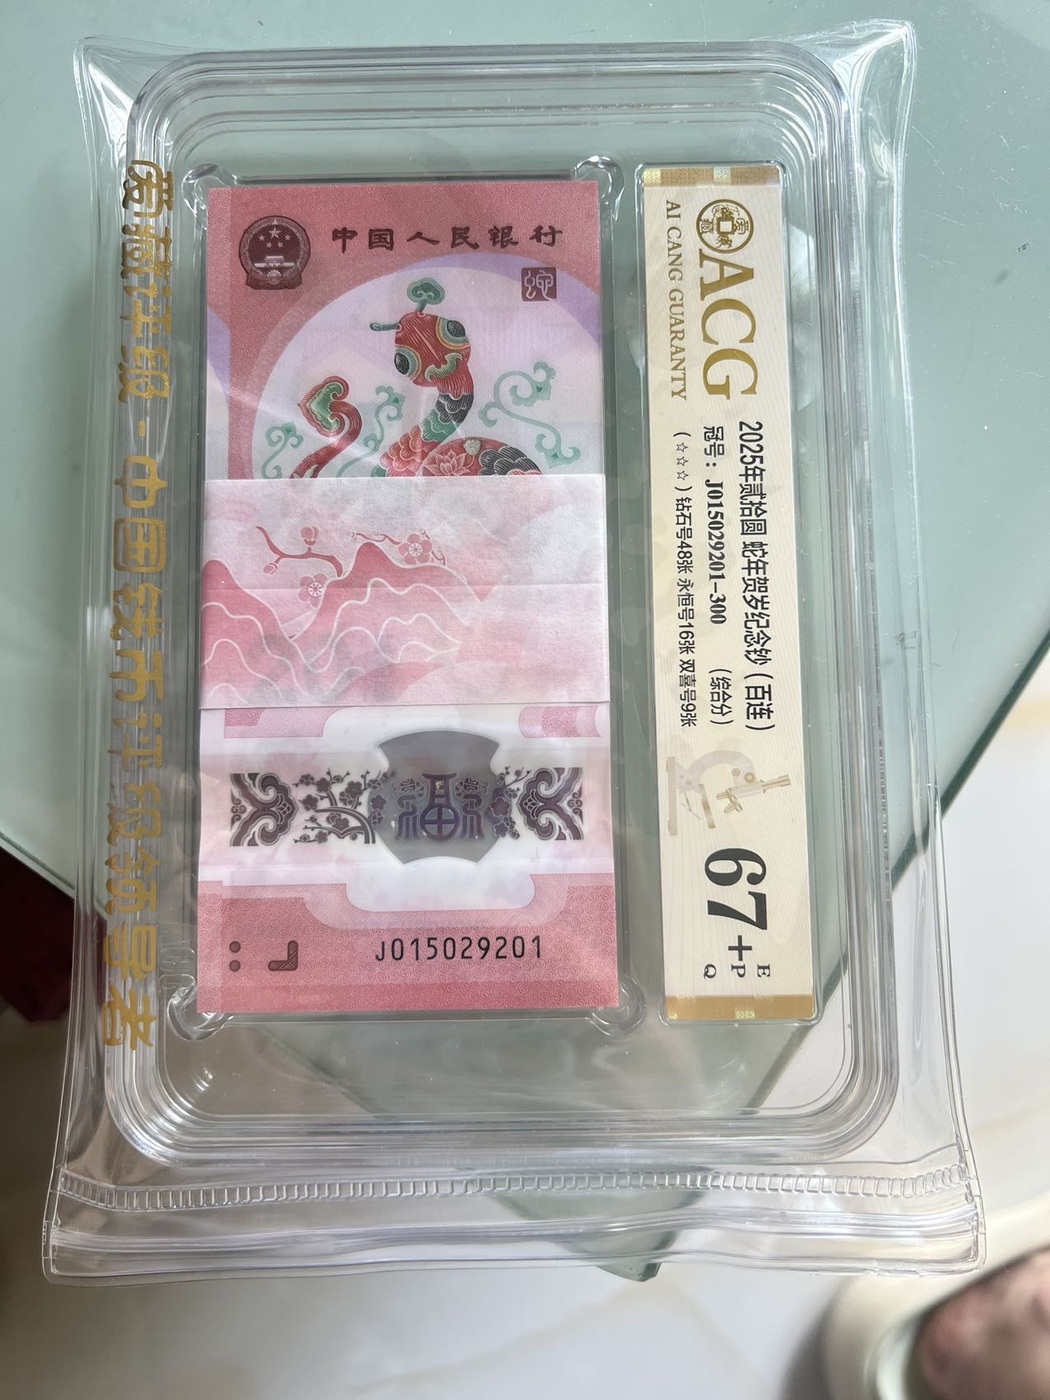 爱藏评级-中国钱币评级领导者
中国人民银行
福
J015029201
爱藏
ACG
AI CANG GUARANTY
2025年贰拾圆 蛇年贺岁纪念钞（百连）
冠号：J015029201-300 （综合分）
（☆☆☆）钻石号48张 永恒号16张 双喜号9张
67+
E
P
Q